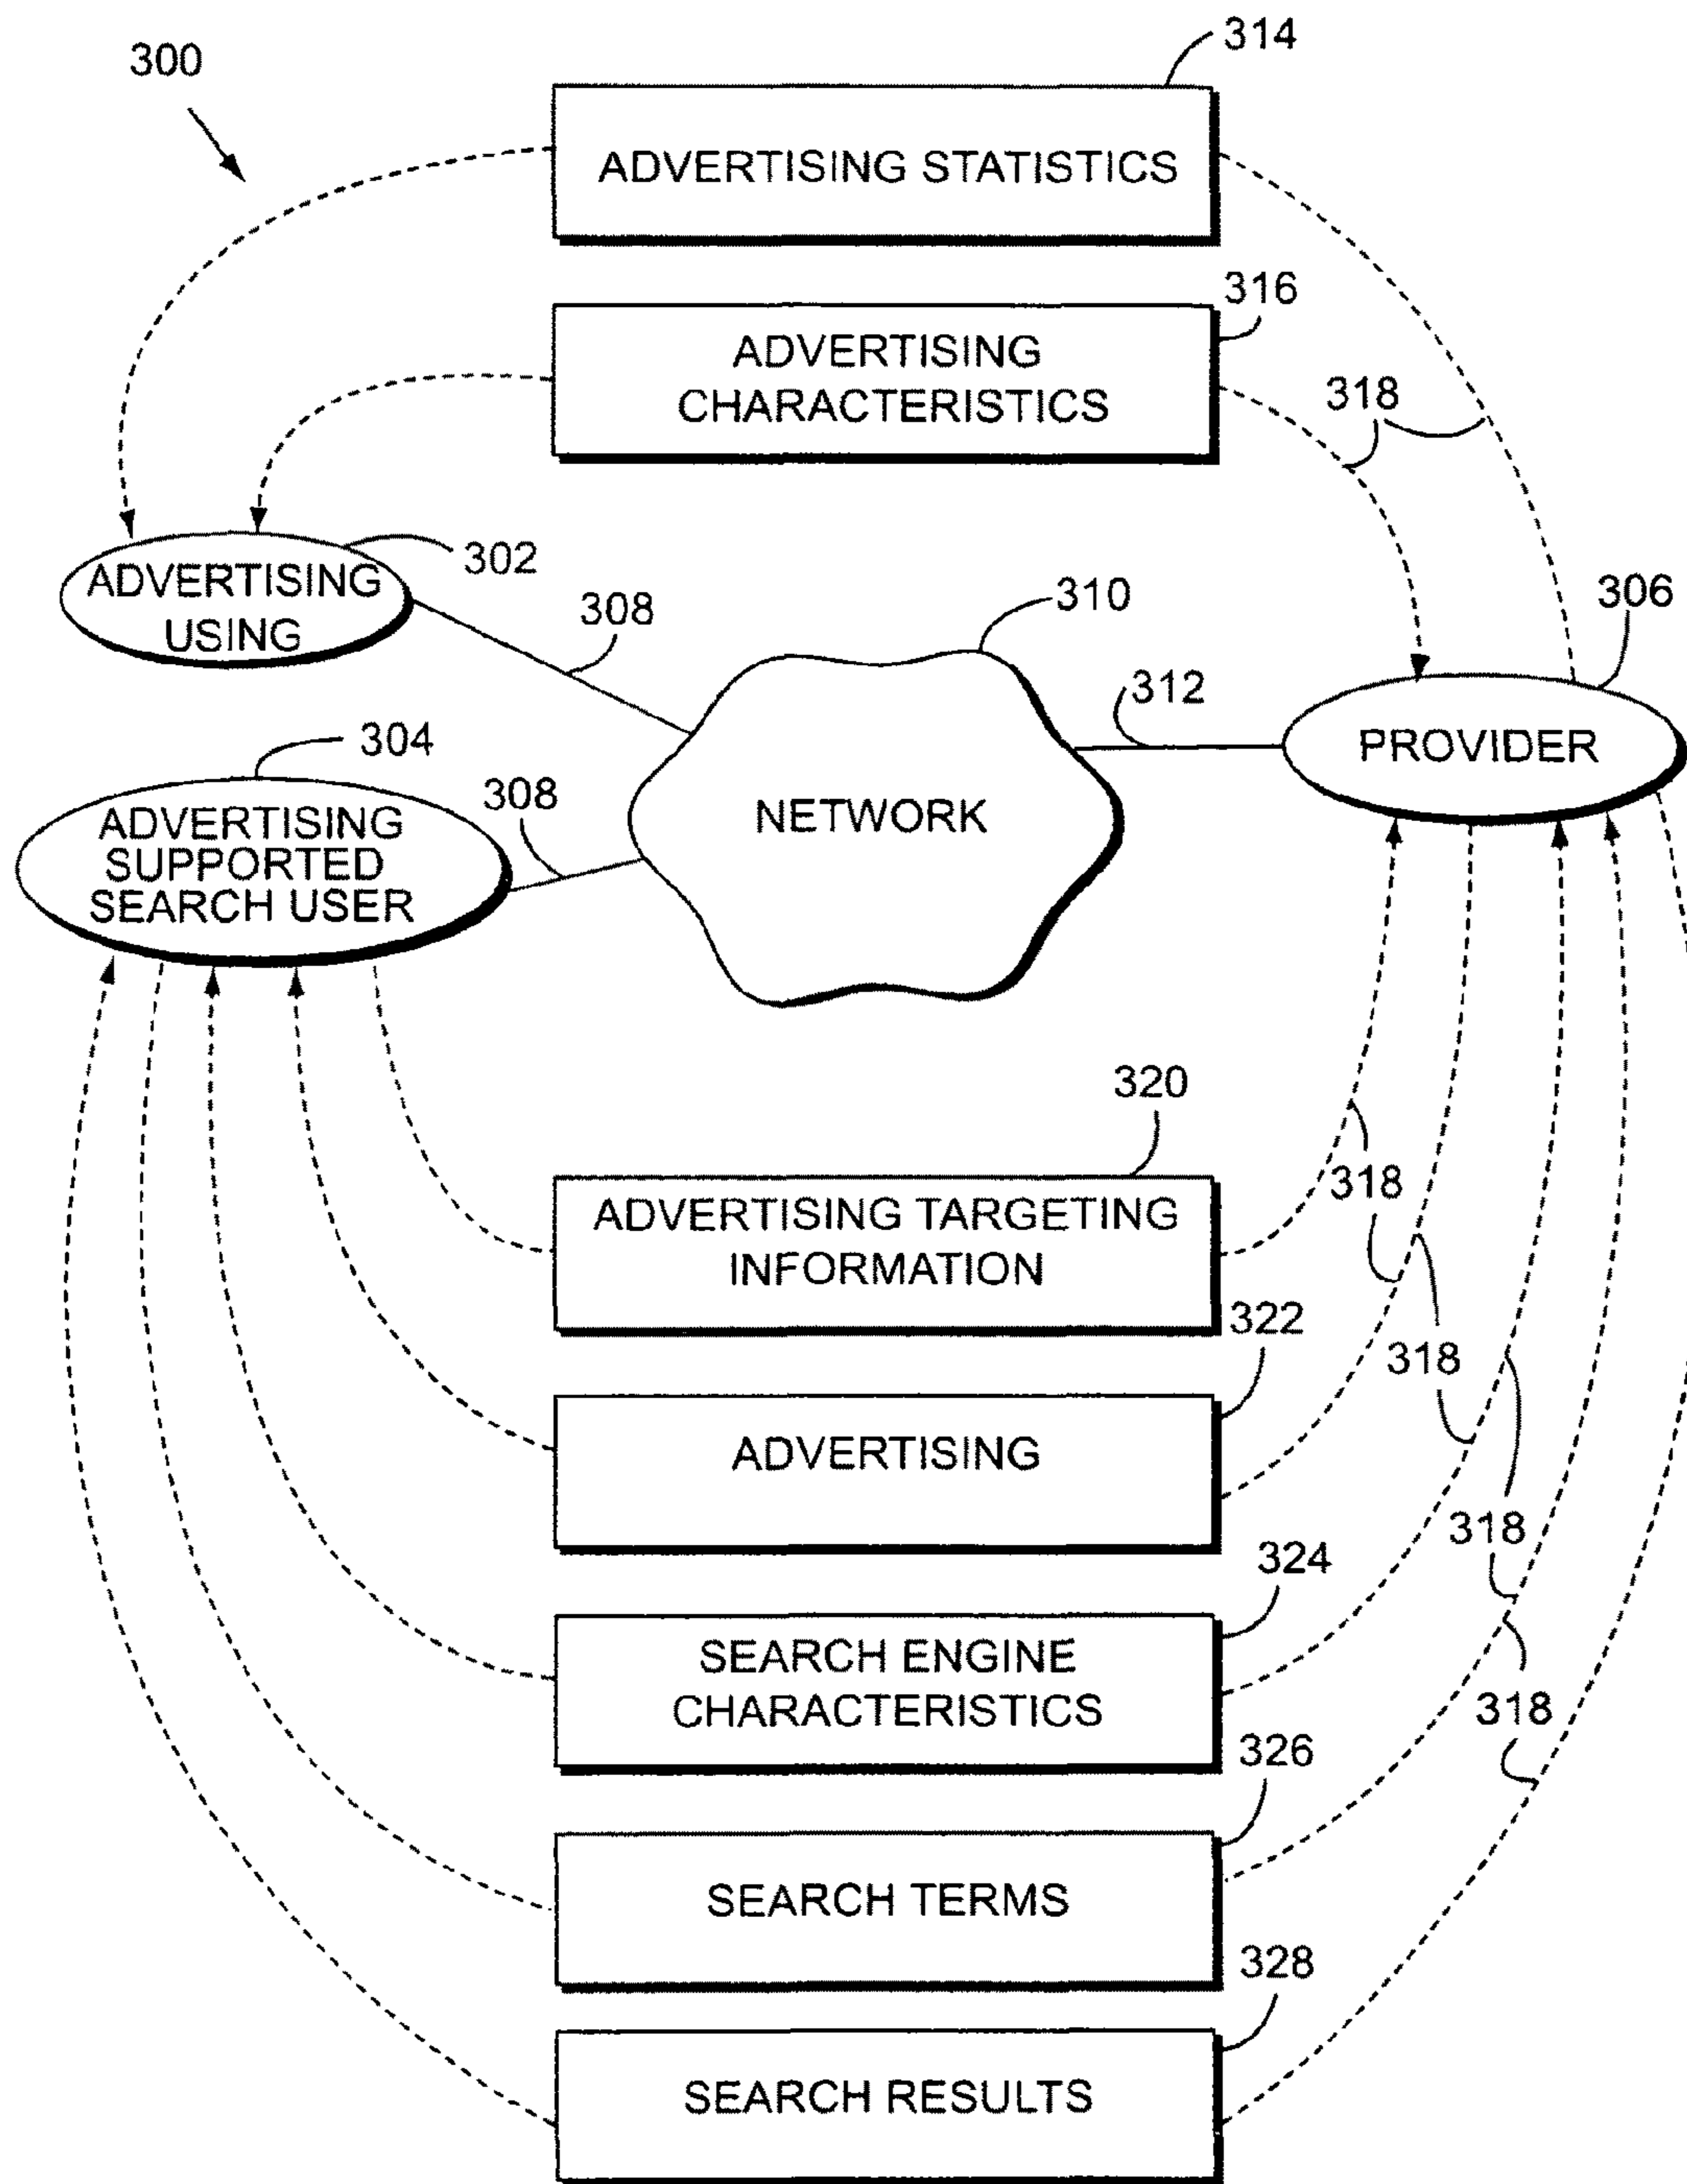 300
314
ADVERTISING STATISTICS
316
ADVERTISING
CHARACTERISTICS
318
302
ADVERTISING
USING
308
310
306
312
PROVIDER
304
308
ADVERTISING
SUPPORTED
SEARCH USER
NETWORK
320
318
ADVERTISING TARGETING
INFORMATION
322
318
ADVERTISING
318
324
SEARCH ENGINE
CHARACTERISTICS
318
326
SEARCH TERMS
328
SEARCH RESULTS